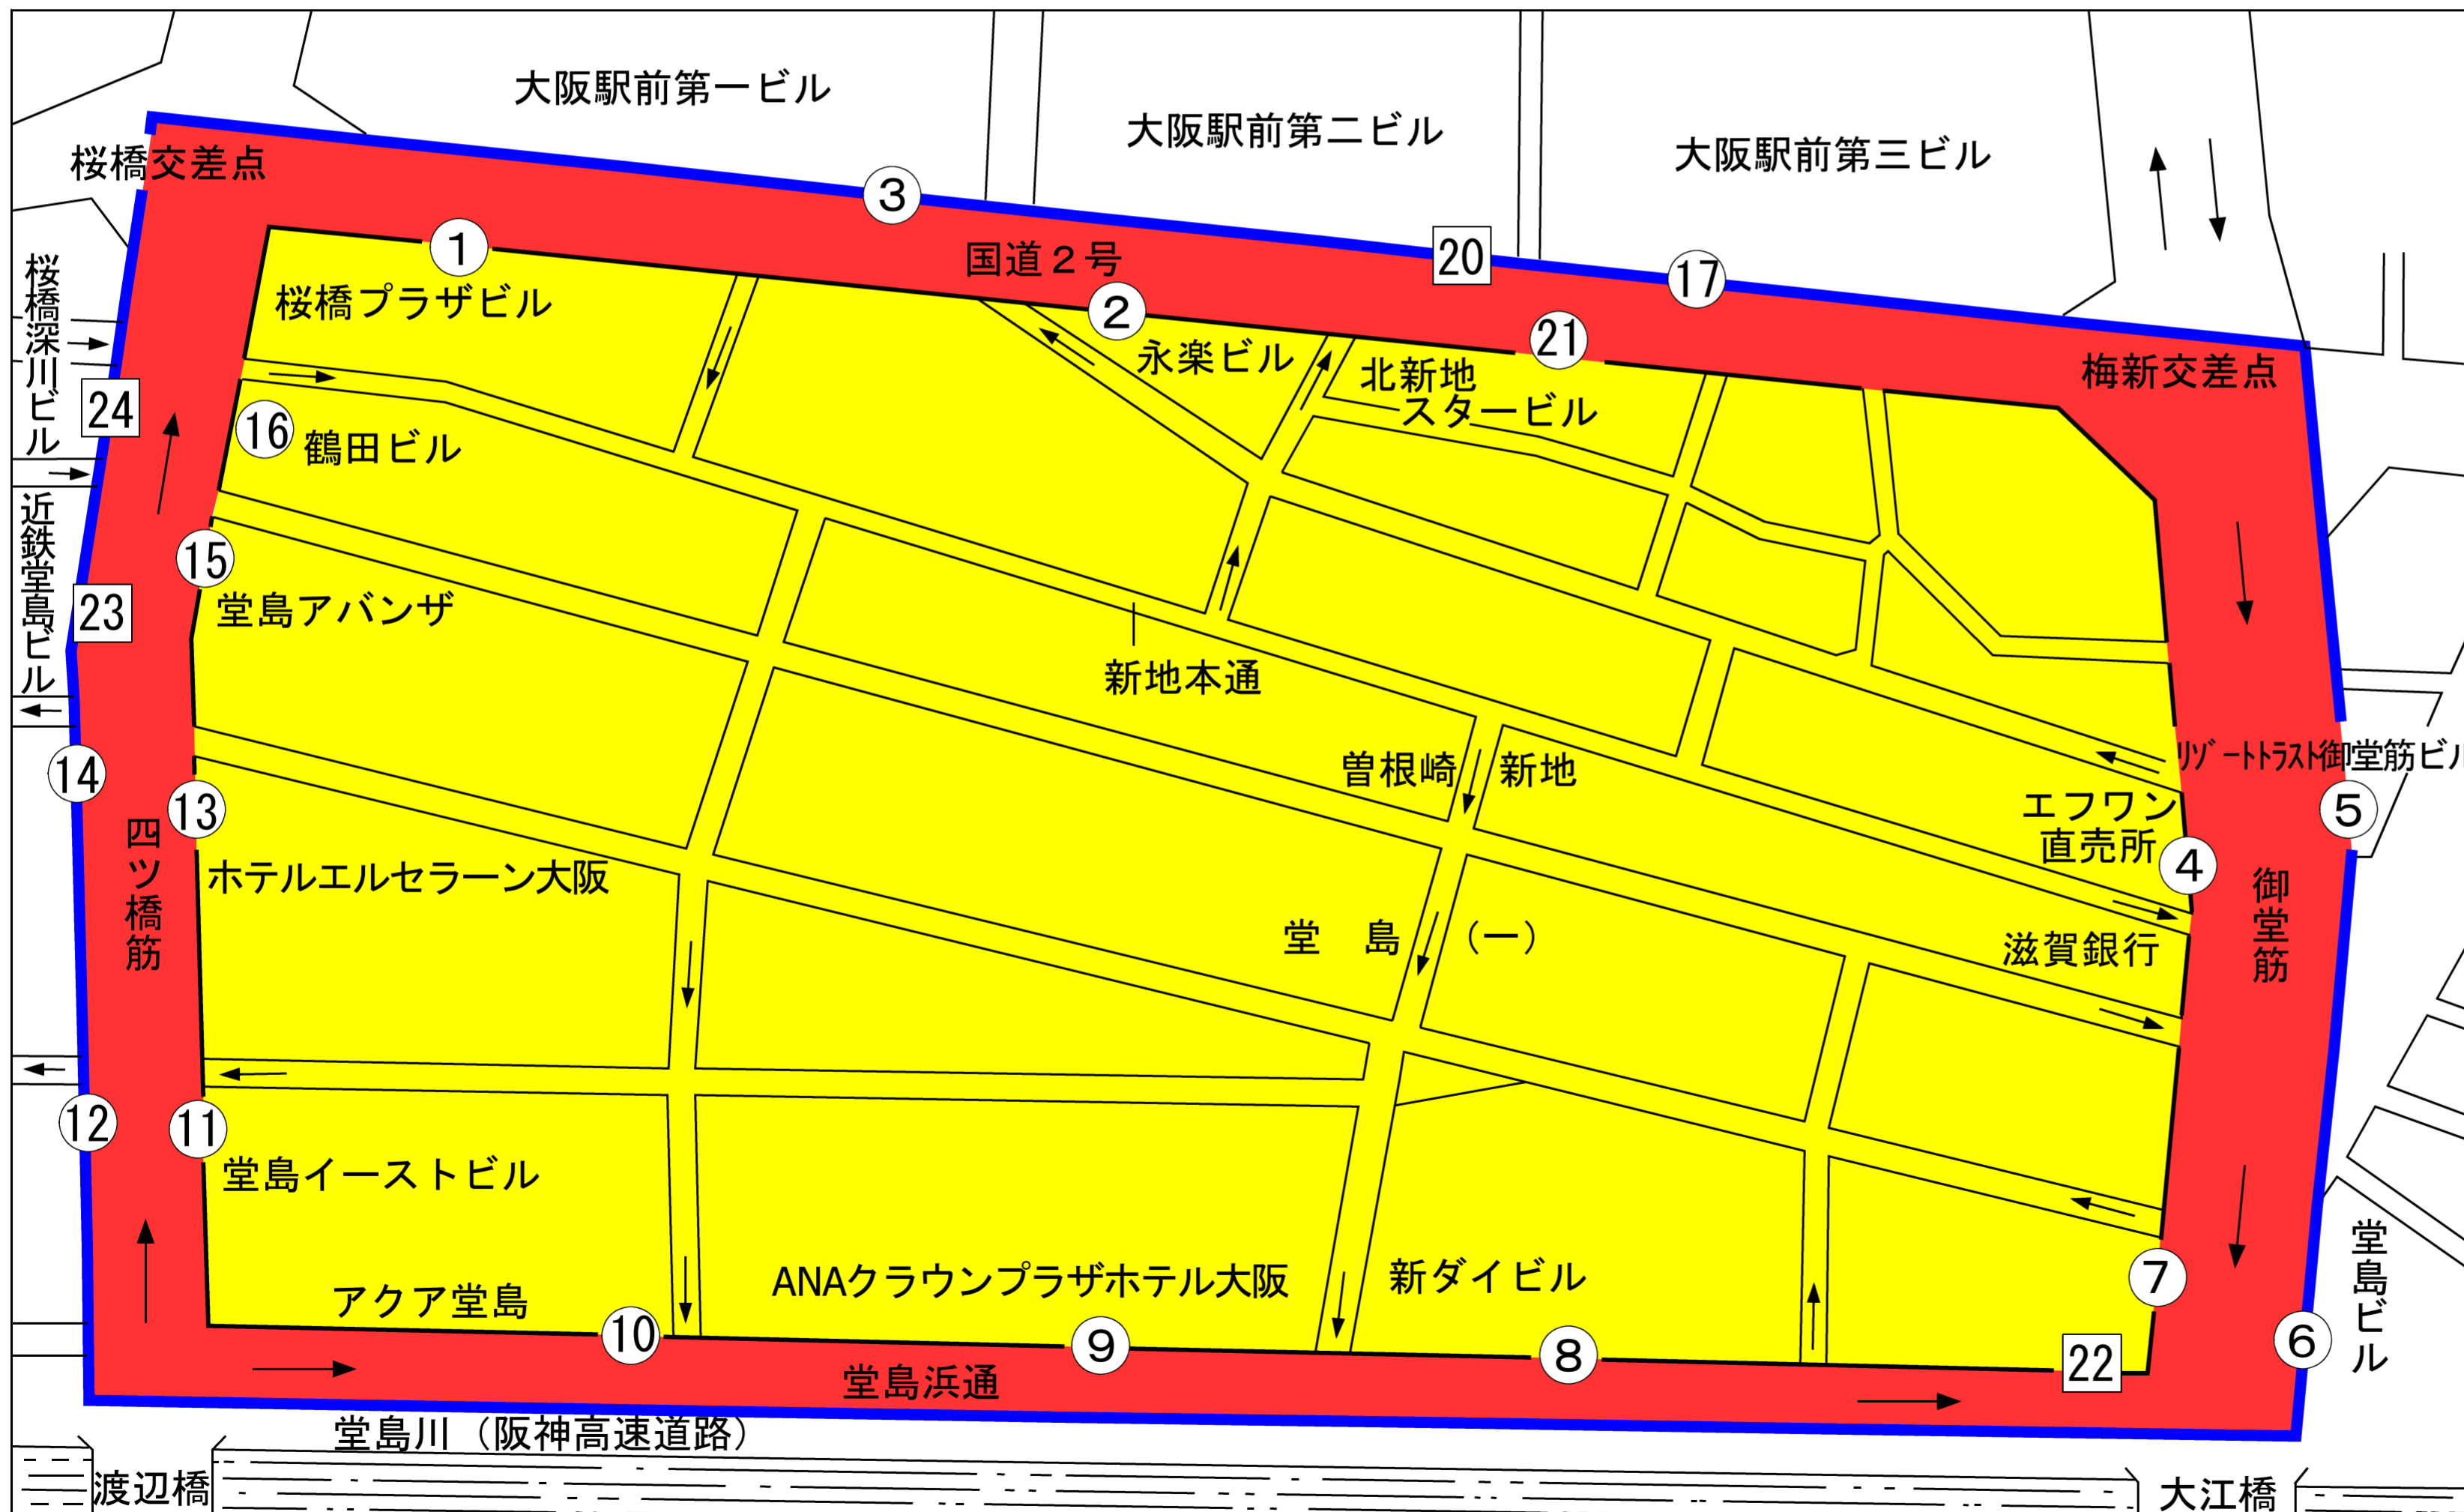 大阪駅前第一ビル
大阪駅前第二ビル
大阪駅前第三ビル
桜橋交差点
3
1
国道2号
20
17
桜橋プラザビル
2
21
永楽ビル
北新地
スタービル
梅新交差点
桜橋深川ビル
24
16
鶴田ビル
近鉄堂島ビル
15
23
堂島アバンザ
新地本通
14
13
曽根崎 新地
リゾートトラスト御堂筋ビル
エフワン
直売所
5
4
四ツ橋筋
ホテルエルセラーン大阪
堂 島 (一)
滋賀銀行
御堂筋
12
11
堂島イーストビル
アクア堂島
ANAクラウンプラザホテル大阪
新ダイビル
7
堂島ビル
10
9
8
22
6
堂島浜通
堂島川(阪神高速道路)
渡辺橋
大江橋